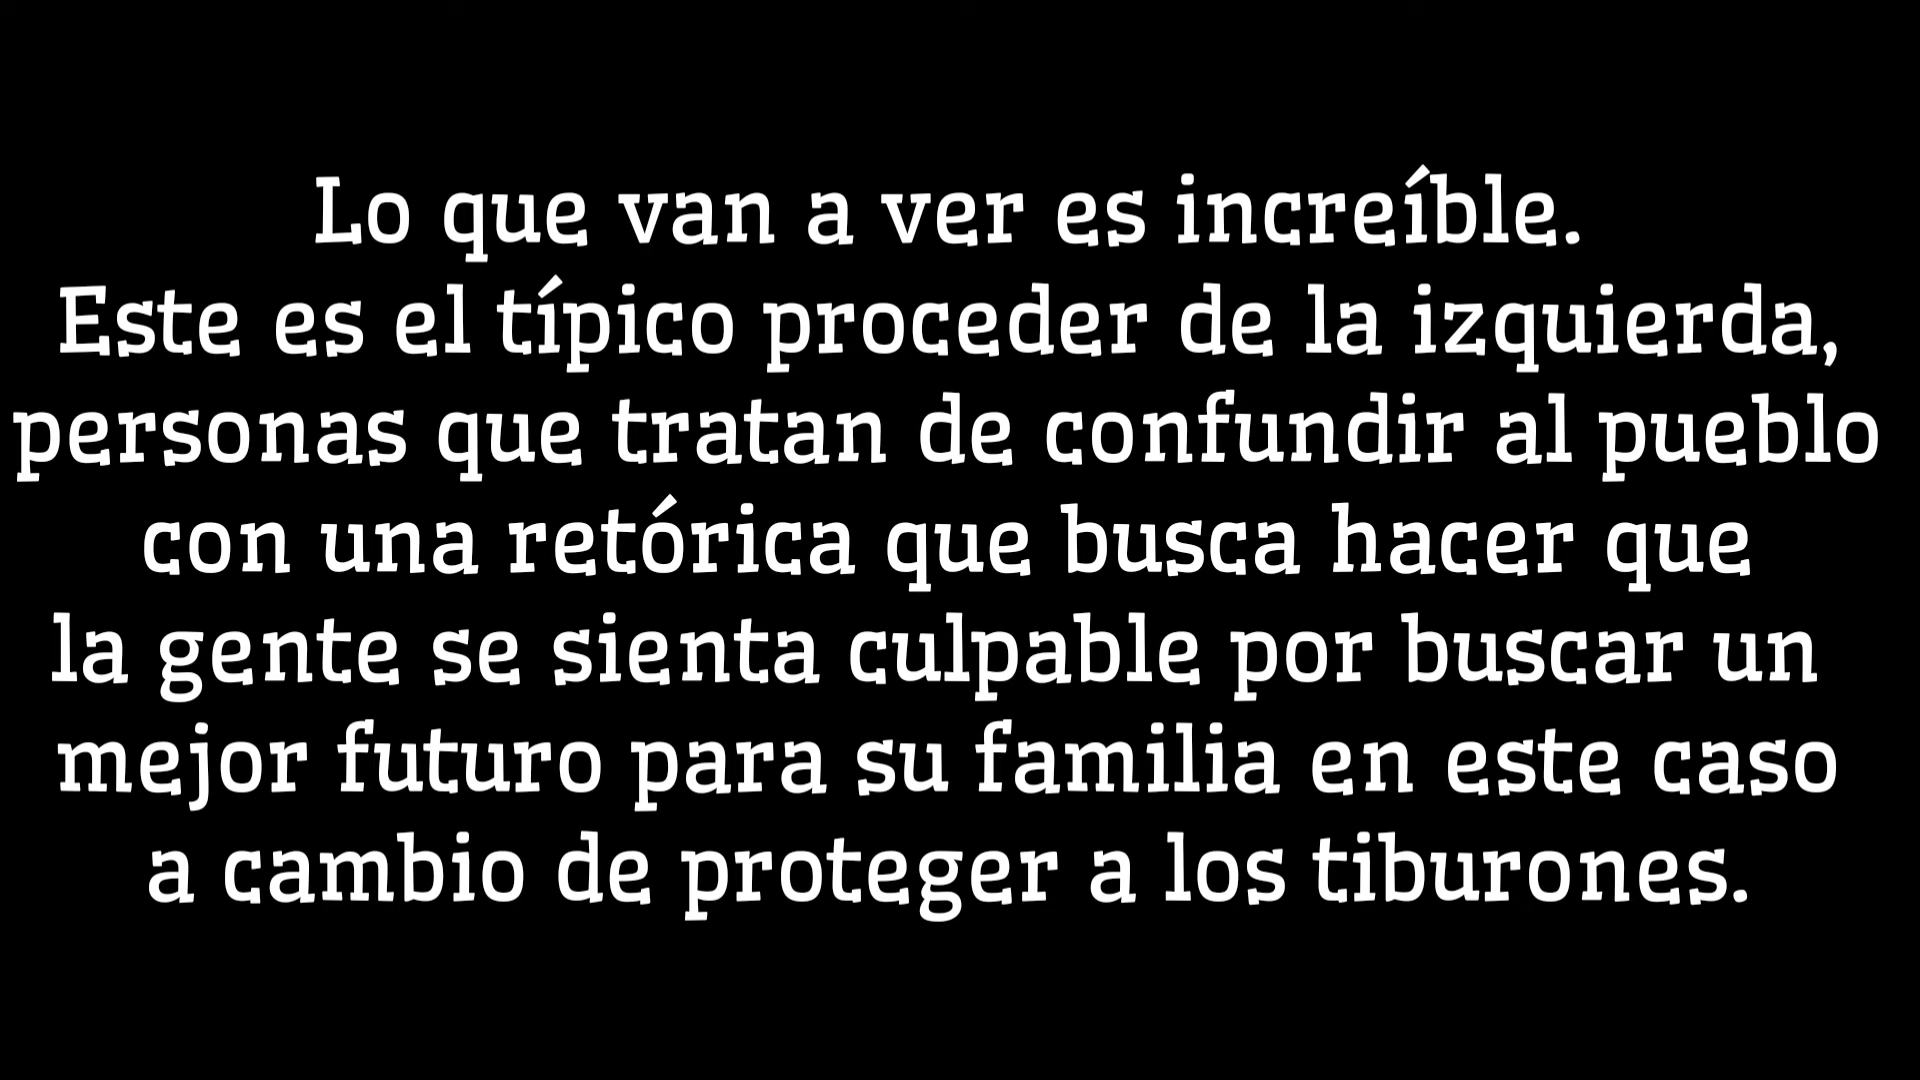 Lo que van a ver es increíble.
Este es el típico proceder de la izquierda,
personas que tratan de confundir al pueblo
con una retórica que busca hacer que
la gente se sienta culpable por buscar un
mejor futuro para su familia en este caso
a cambio de proteger a los tiburones.